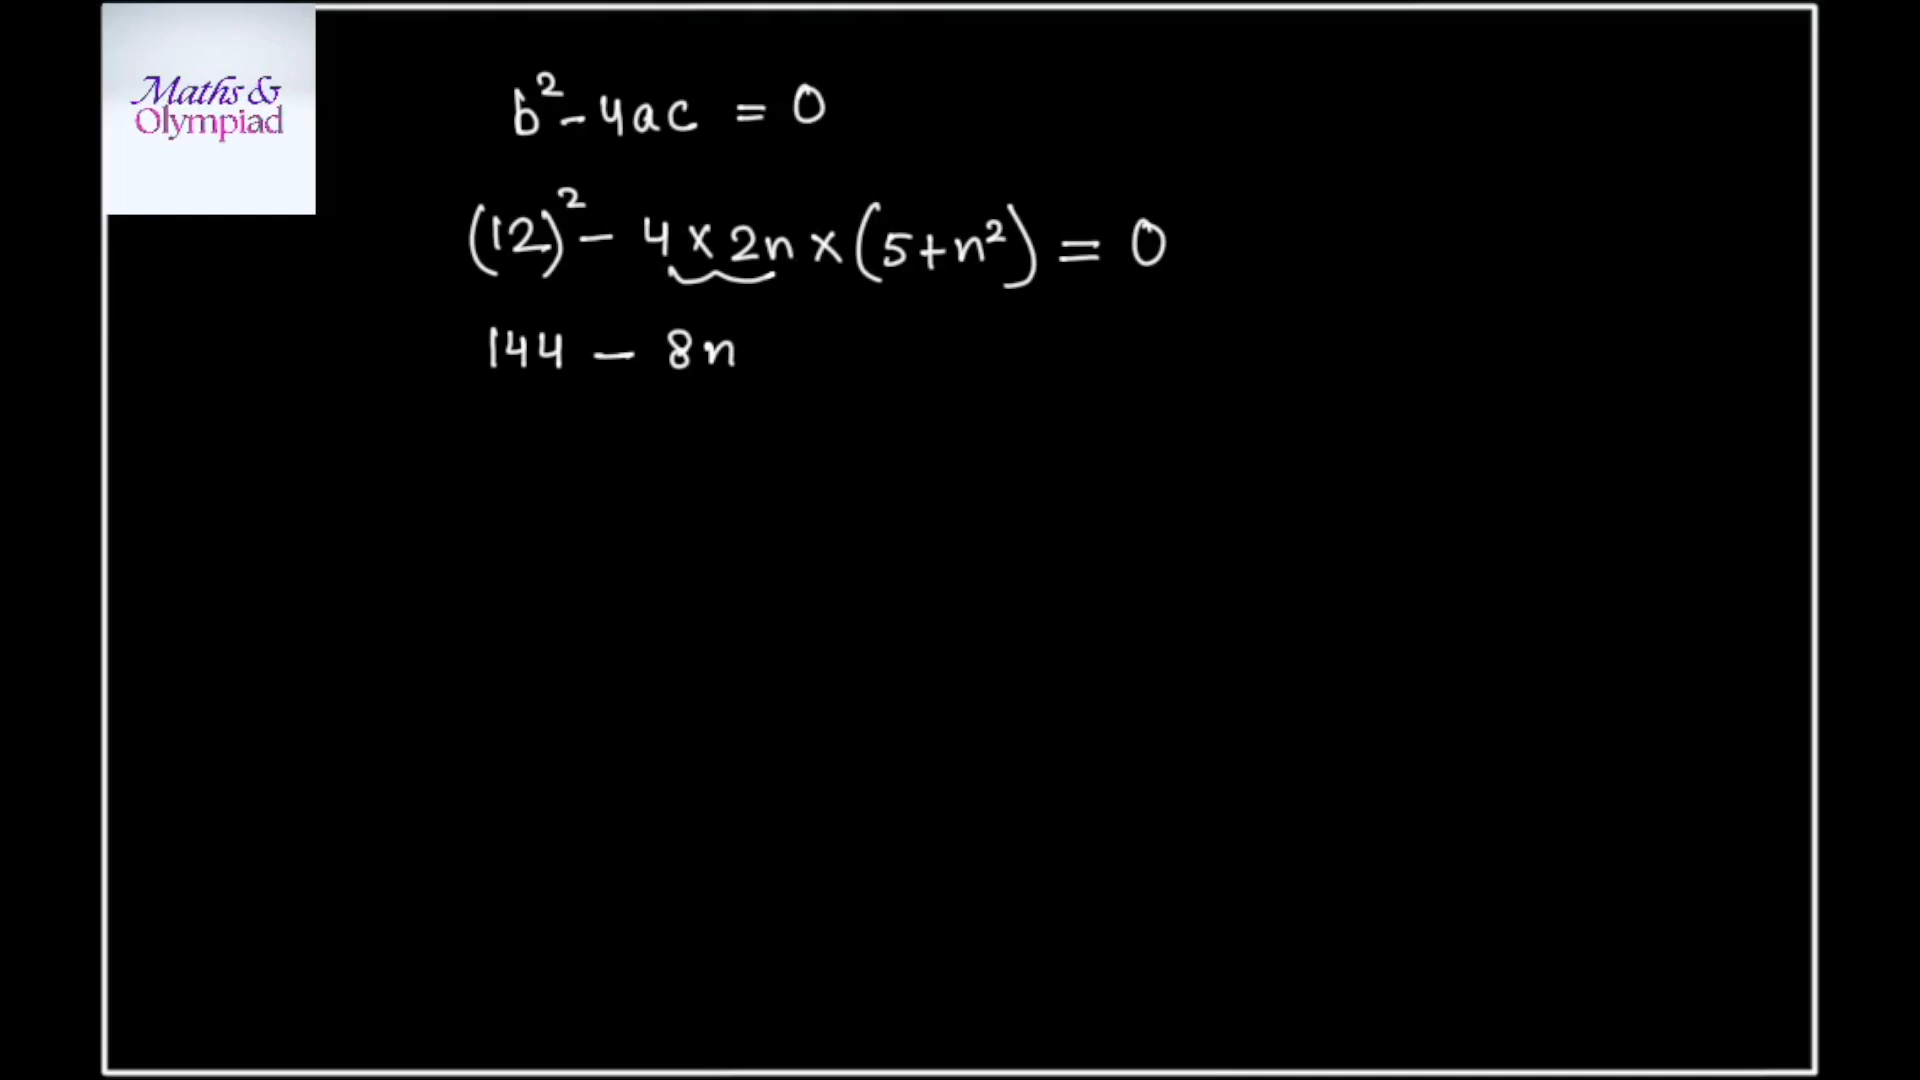 Maths &
Olympiad
b² - 4ac = 0
(12)² - 4 × 2n × (5+n²) = 0
144 - 8n